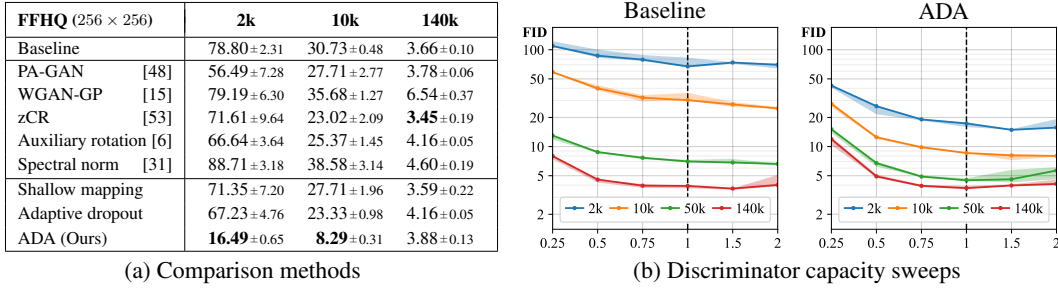 FFHQ (256 × 256) 2k 10k 140k
Baseline 78.80 ± 2.31 30.73 ± 0.48 3.66 ± 0.10
PA-GAN [48] 56.49 ± 7.28 27.71 ± 2.77 3.78 ± 0.06
WGAN-GP [15] 79.19 ± 6.30 35.68 ± 1.27 6.54 ± 0.37
zCR [53] 71.61 ± 9.64 23.02 ± 2.09 3.45 ± 0.19
Auxiliary rotation [6] 66.64 ± 3.64 25.37 ± 1.45 4.16 ± 0.05
Spectral norm [31] 88.71 ± 3.18 38.58 ± 3.14 4.60 ± 0.19
Shallow mapping 71.35 ± 7.20 27.71 ± 1.96 3.59 ± 0.22
Adaptive dropout 67.23 ± 4.76 23.33 ± 0.98 4.16 ± 0.05
ADA (Ours) 16.49 ± 0.65 8.29 ± 0.31 3.88 ± 0.13
(a) Comparison methods
Baseline
FID
100
50
20
10
5
2
2k 10k 50k 140k
0.25 0.5 0.75 1 1.5 2
ADA
FID
100
50
20
10
5
2
2k 10k 50k 140k
0.25 0.5 0.75 1 1.5 2
(b) Discriminator capacity sweeps